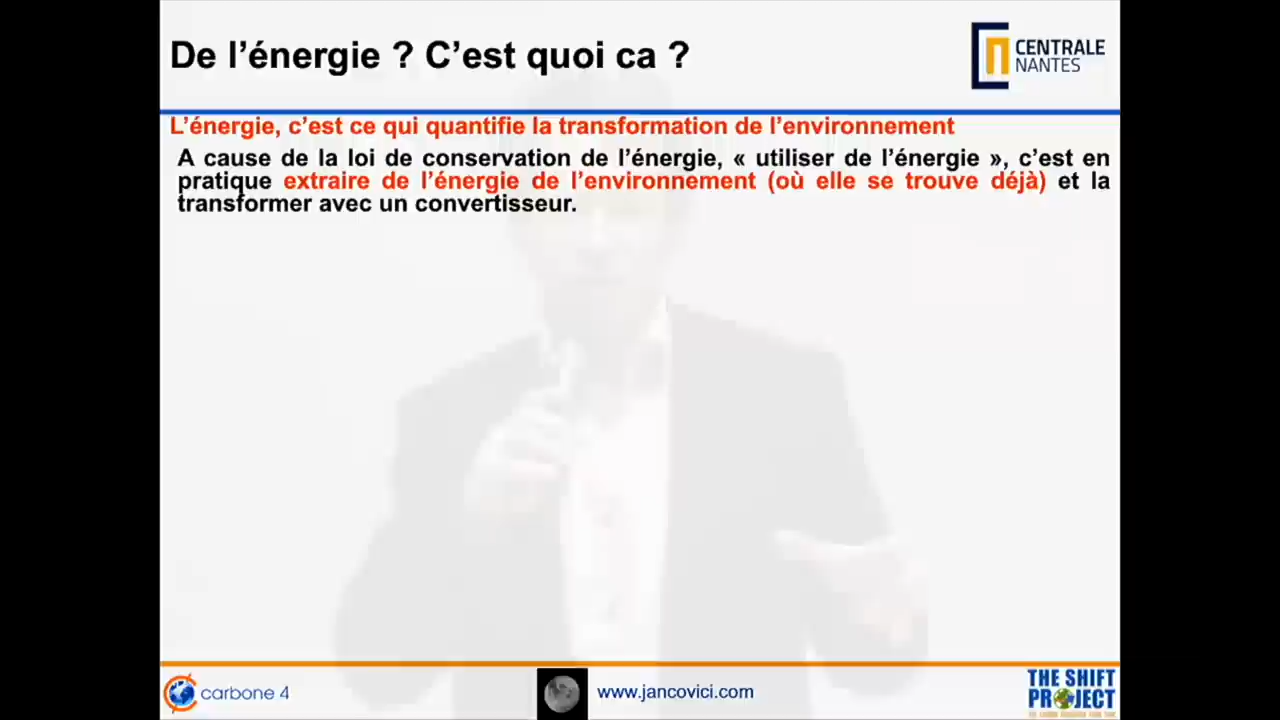 De l’énergie ? C’est quoi ca ?
CENTRALE
NANTES
L’énergie, c’est ce qui quantifie la transformation de l’environnement
A cause de la loi de conservation de l’énergie, « utiliser de l’énergie », c’est en
pratique extraire de l’énergie de l’environnement (où elle se trouve déjà) et la
transformer avec un convertisseur.
carbone 4
www.jancovici.com
THE SHIFT
PROJECT